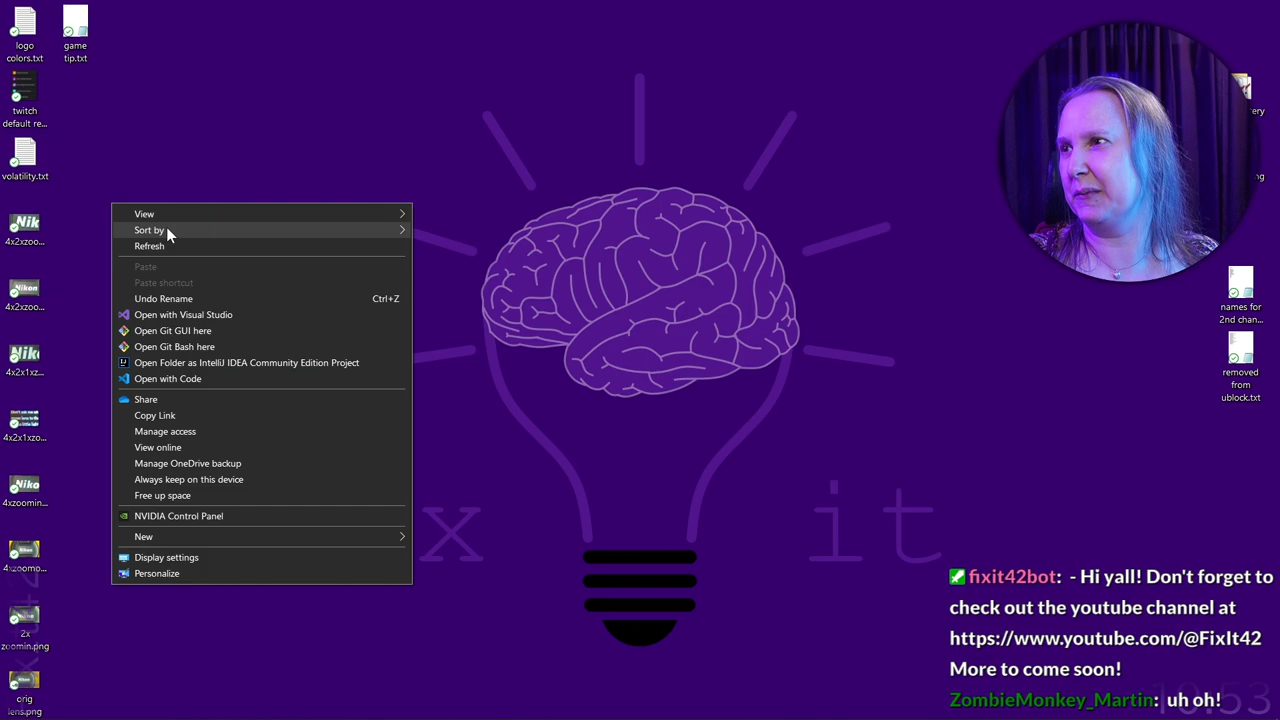 logo
colors.txt
game
tip.txt
twitch
default re...
volatility.txt
4x2xzoo...
4x2xzoo...
4x2x1xz...
4x2x1xzo...
4xzoomin...
4xzoomo...
2x
zoomin.png
orig
lens.png
View
Sort by
Refresh
Paste
Paste shortcut
Undo Rename Ctrl+Z
Open with Visual Studio
Open Git GUI here
Open Git Bash here
Open Folder as IntelliJ IDEA Community Edition Project
Open with Code
Share
Copy Link
Manage access
View online
Manage OneDrive backup
Always keep on this device
Free up space
NVIDIA Control Panel
New
Display settings
Personalize
x it
names for
2nd chan...
removed
from
ublock.txt
fixit42bot: - Hi yall! Don't forget to
check out the youtube channel at
https://www.youtube.com/@FixIt42
More to come soon!
ZombieMonkey_Martin: uh oh!